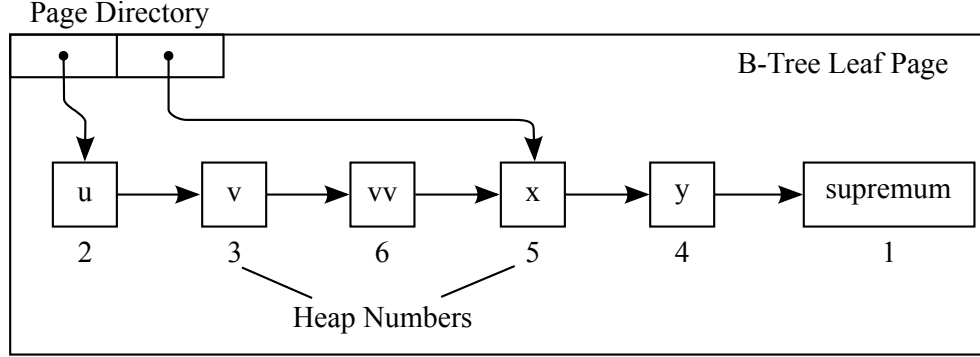 Page Directory
B-Tree Leaf Page
u v vv x y supremum
2 3 6 5 4 1
Heap Numbers